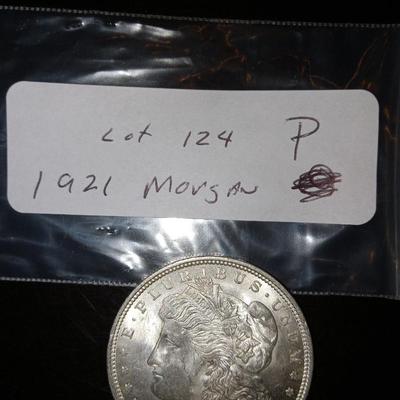 Lot 124 P
1921 Morgan
E·PLURIBUS·UNUM